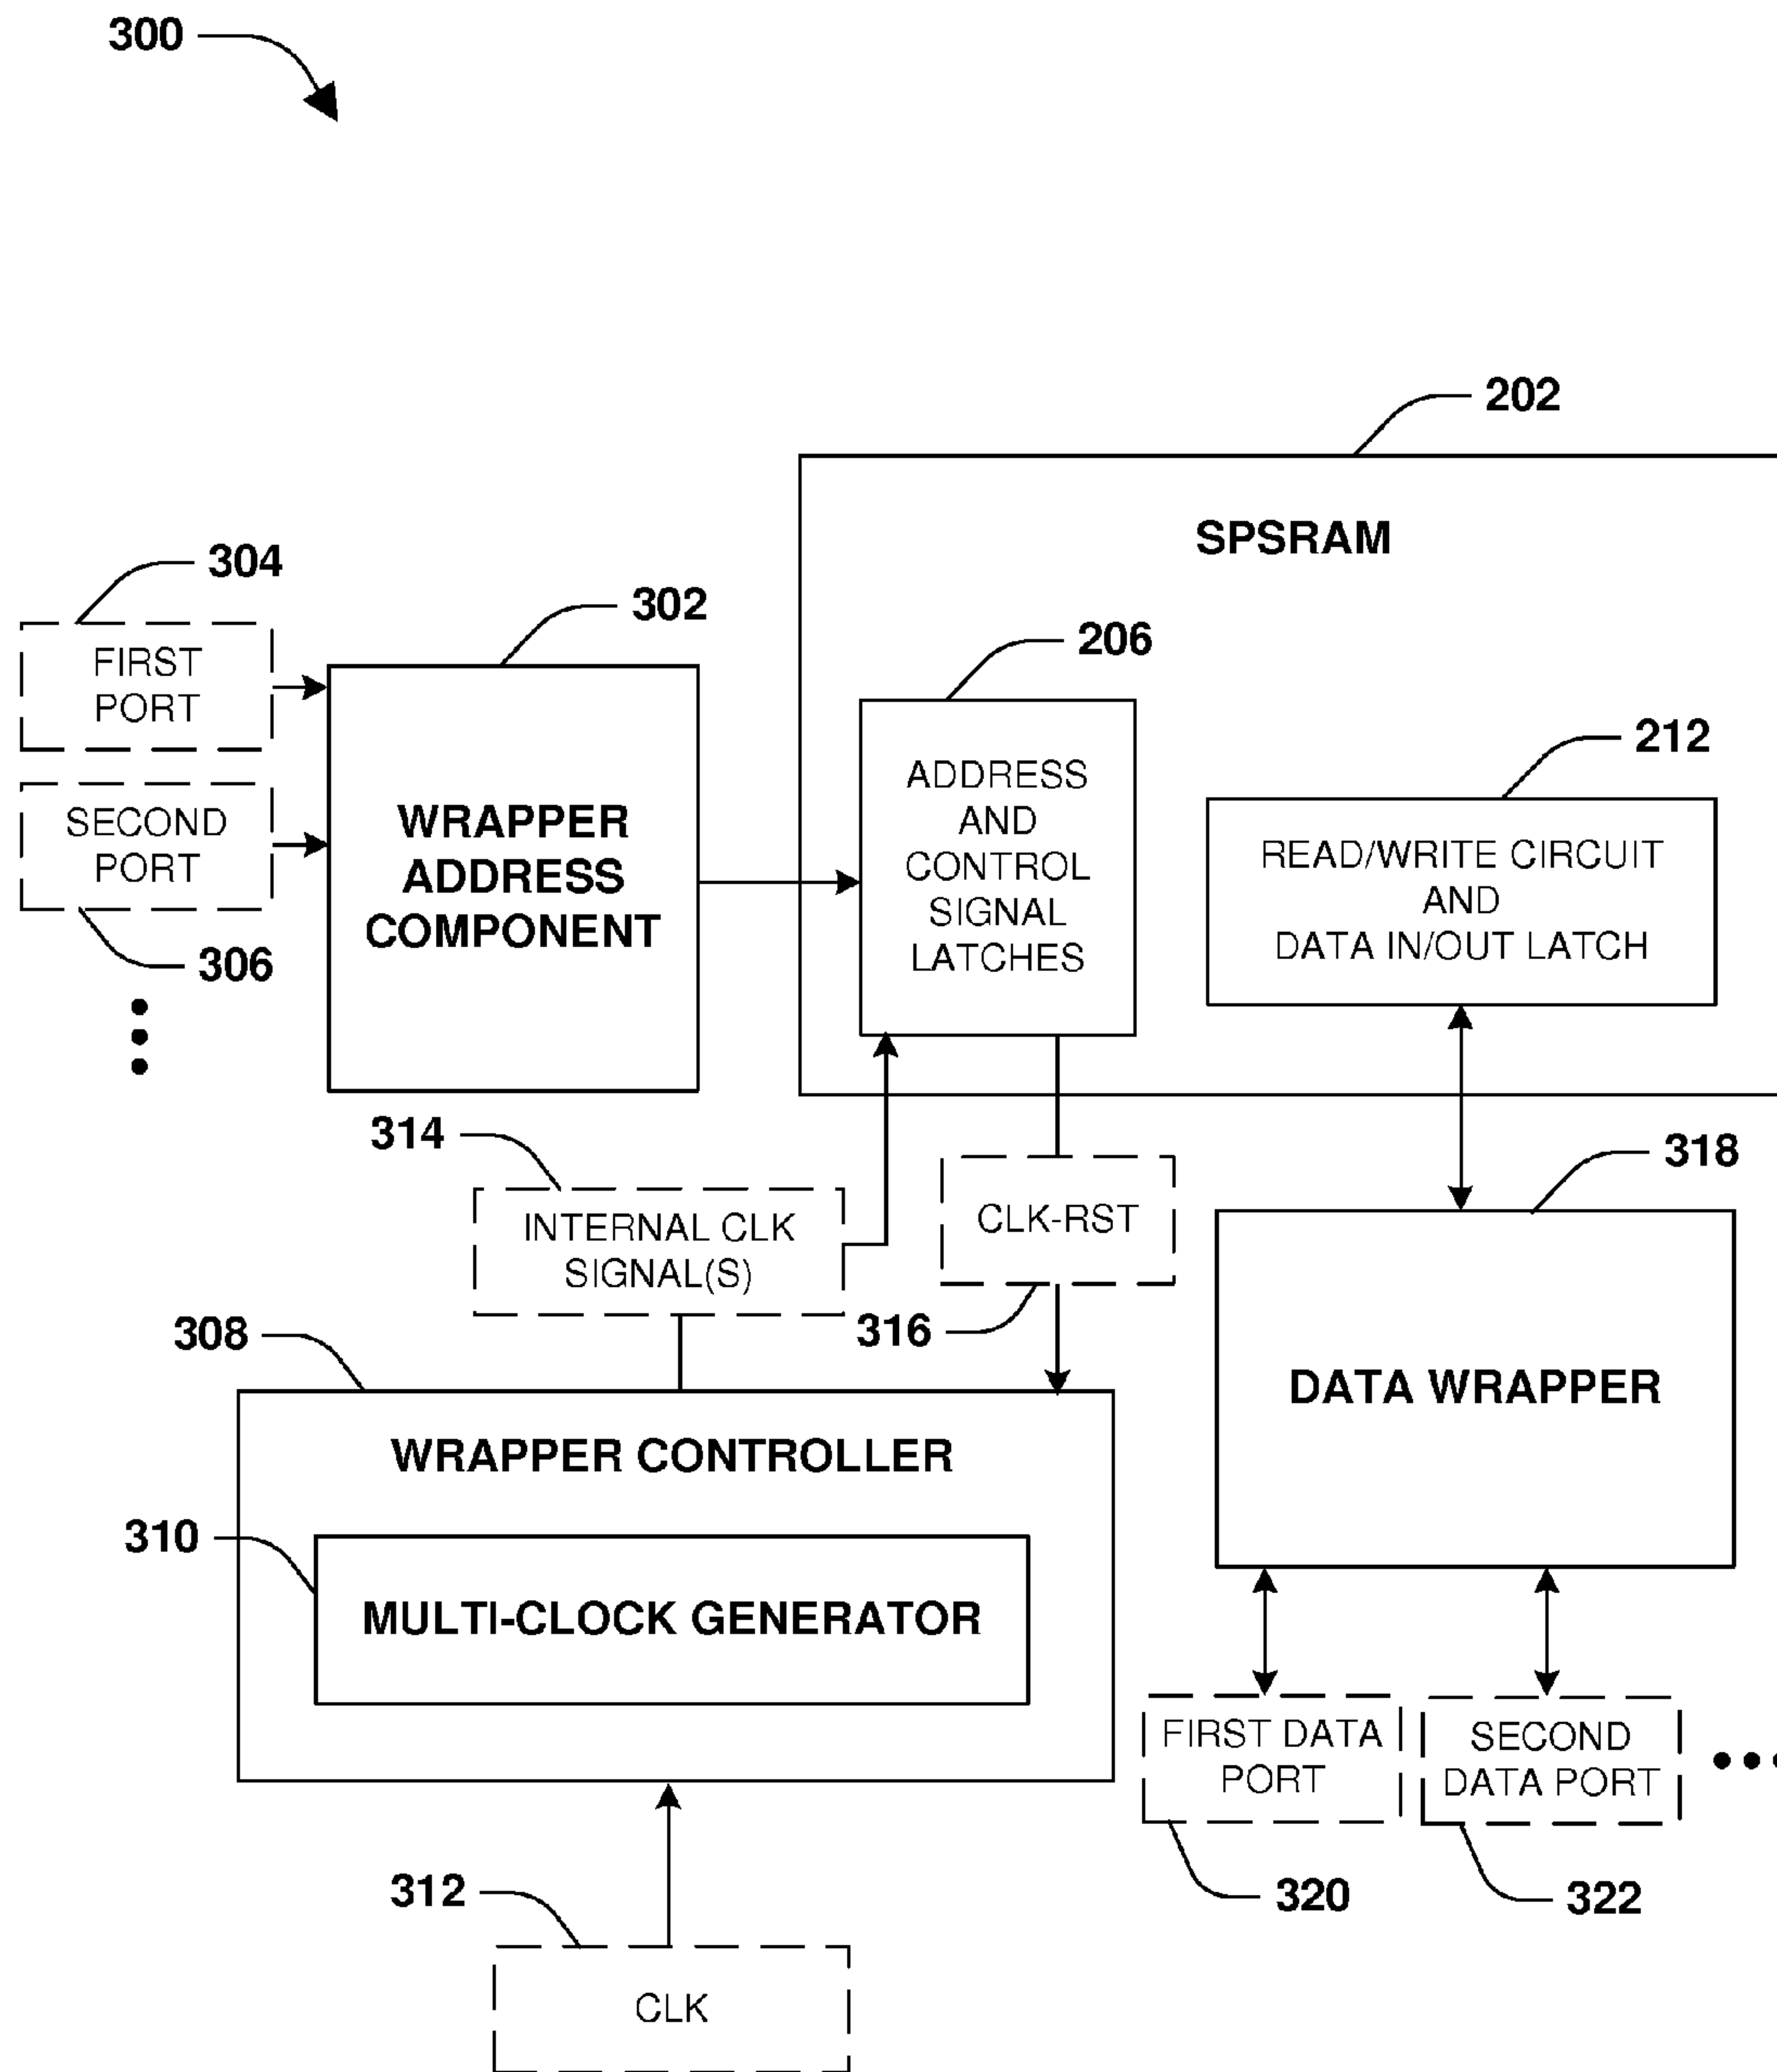 300
202
SPSRAM
304
302
206
FIRST
PORT
212
ADDRESS
AND
CONTROL
SIGNAL
LATCHES
SECOND
PORT
WRAPPER
ADDRESS
COMPONENT
READ/WRITE CIRCUIT
AND
DATA IN/OUT LATCH
306
314
318
INTERNAL CLK
SIGNAL(S)
CLK-RST
316
308
DATA WRAPPER
WRAPPER CONTROLLER
310
MULTI-CLOCK GENERATOR
FIRST DATA
PORT
SECOND
DATA PORT
312
320
322
CLK